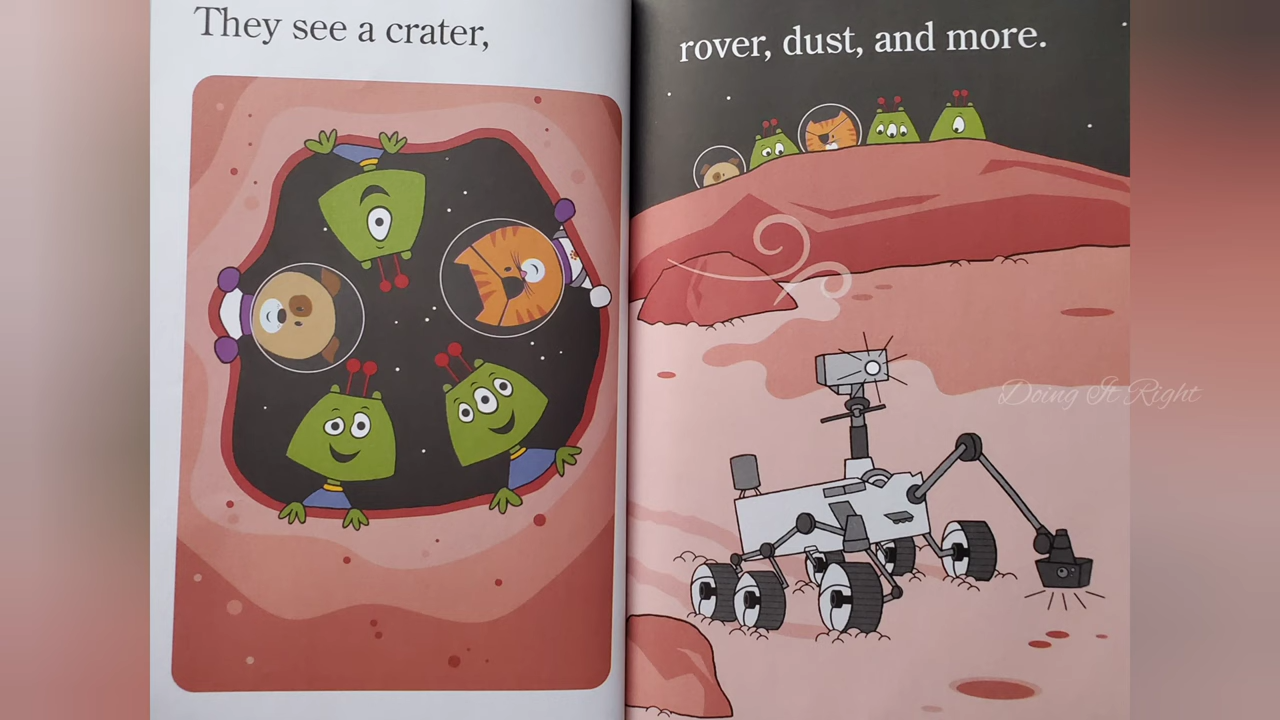 They see a crater,
rover, dust, and more.
Doing It Right